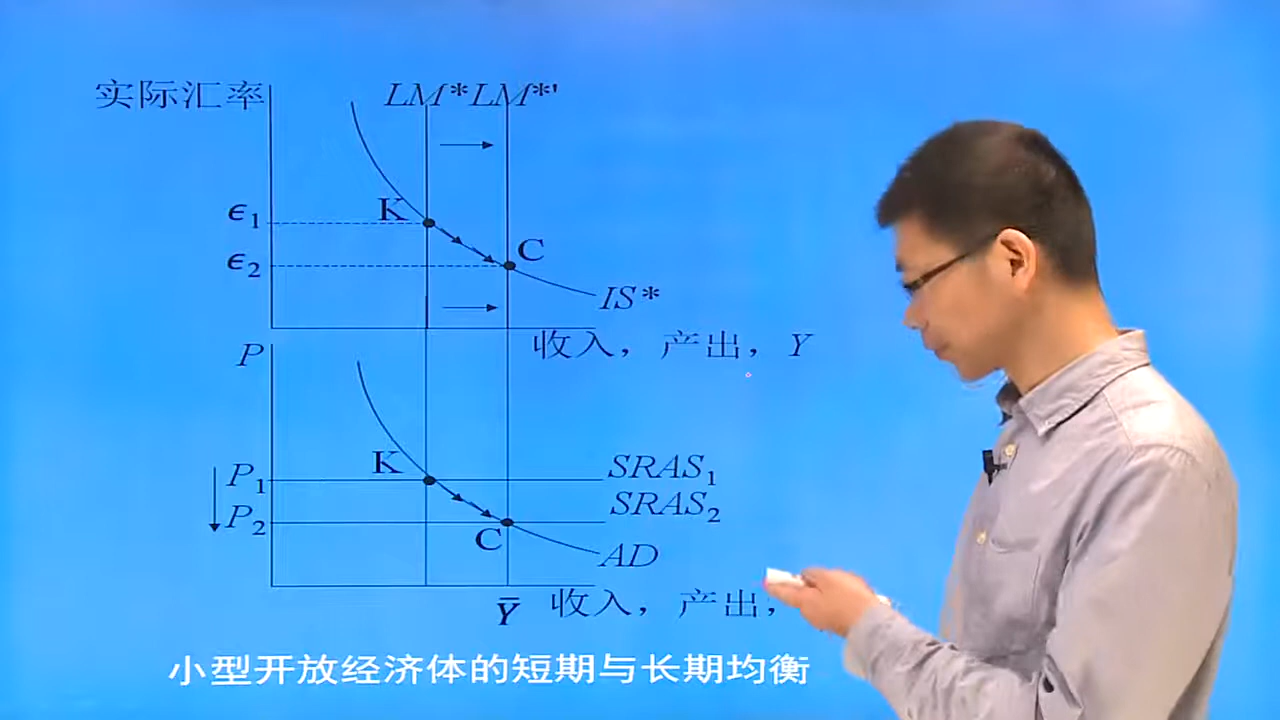 实际汇率
LM* LM*'
K
ϵ₁
C
ϵ₂
IS*
收入，产出，Y
P
K
P₁
SRAS₁
SRAS₂
P₂
C
AD
Ȳ
收入，产出，
小型开放经济体的短期与长期均衡